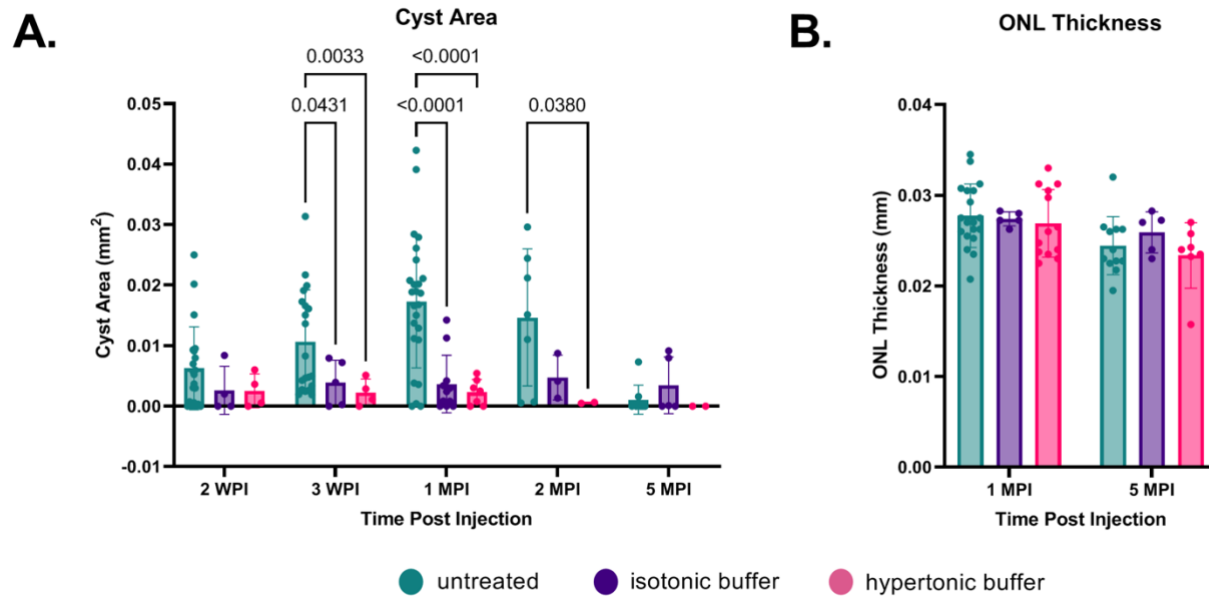 A.
Cyst Area
0.0033
<0.0001
0.0431
<0.0001
0.0380
Cyst Area (mm²)
0.05
0.04
0.03
0.02
0.01
0.00
-0.01
2 WPI
3 WPI
1 MPI
2 MPI
5 MPI
Time Post Injection
B.
ONL Thickness
ONL Thickness (mm)
0.04
0.03
0.02
0.01
0.00
1 MPI
5 MPI
Time Post Injection
untreated
isotonic buffer
hypertonic buffer